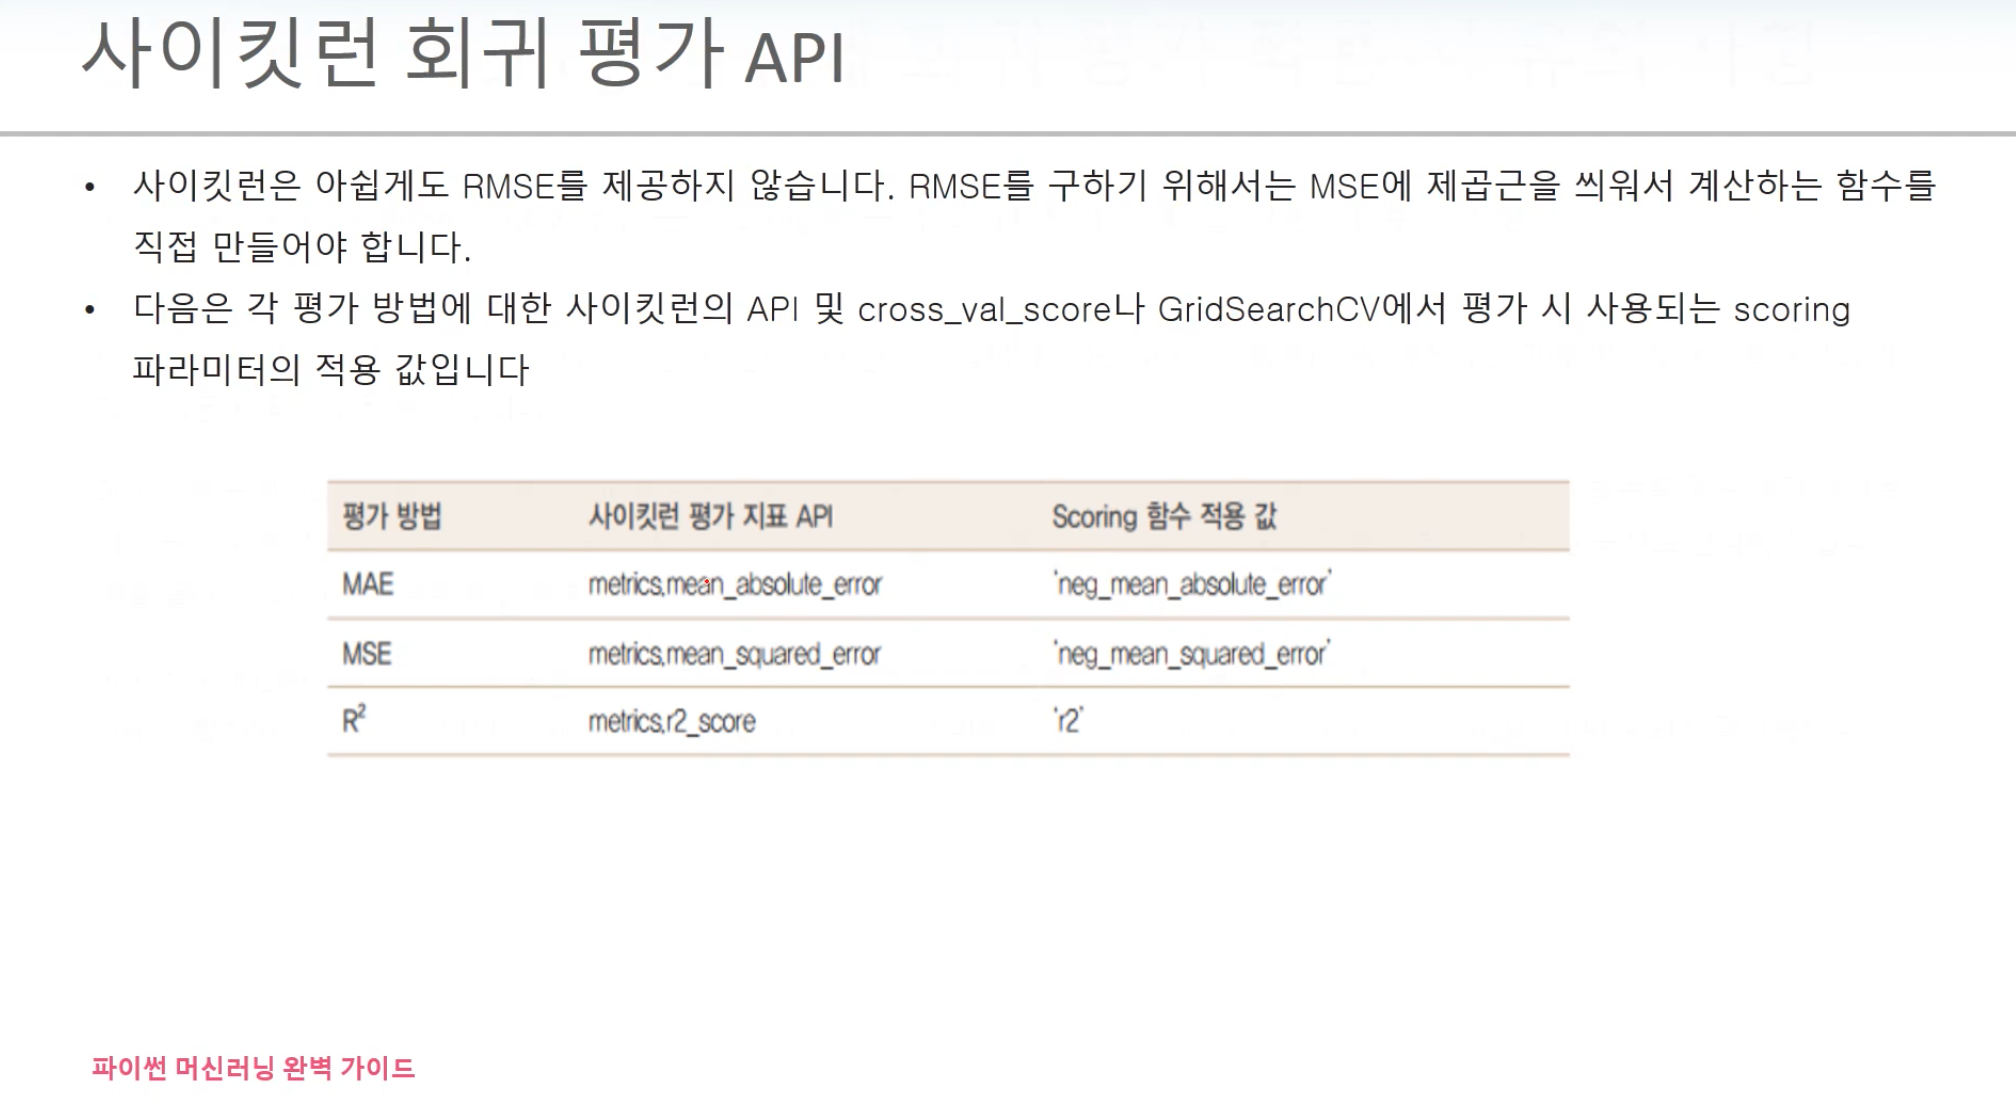 사이킷런 회귀 평가 API
• 사이킷런은 아쉽게도 RMSE를 제공하지 않습니다. RMSE를 구하기 위해서는 MSE에 제곱근을 씌워서 계산하는 함수를
직접 만들어야 합니다.
• 다음은 각 평가 방법에 대한 사이킷런의 API 및 cross_val_score나 GridSearchCV에서 평가 시 사용되는 scoring
파라미터의 적용 값입니다
평가 방법 사이킷런 평가 지표 API Scoring 함수 적용 값
MAE metrics.mean_absolute_error 'neg_mean_absolute_error'
MSE metrics.mean_squared_error 'neg_mean_squared_error'
R² metrics.r2_score 'r2'
파이썬 머신러닝 완벽 가이드